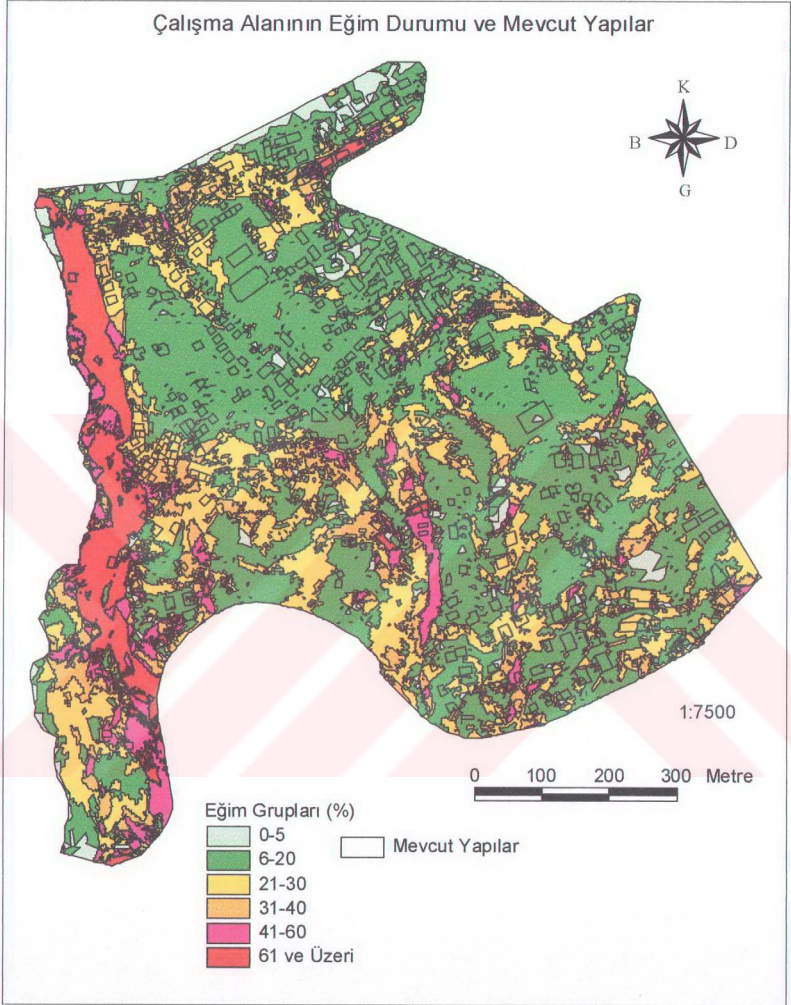 Çalışma Alanının Eğim Durumu ve Mevcut Yapılar
K
B D
G
1:7500
0 100 200 300 Metre
Eğim Grupları (%)
0-5
Mevcut Yapılar
6-20
21-30
31-40
41-60
61 ve Üzeri